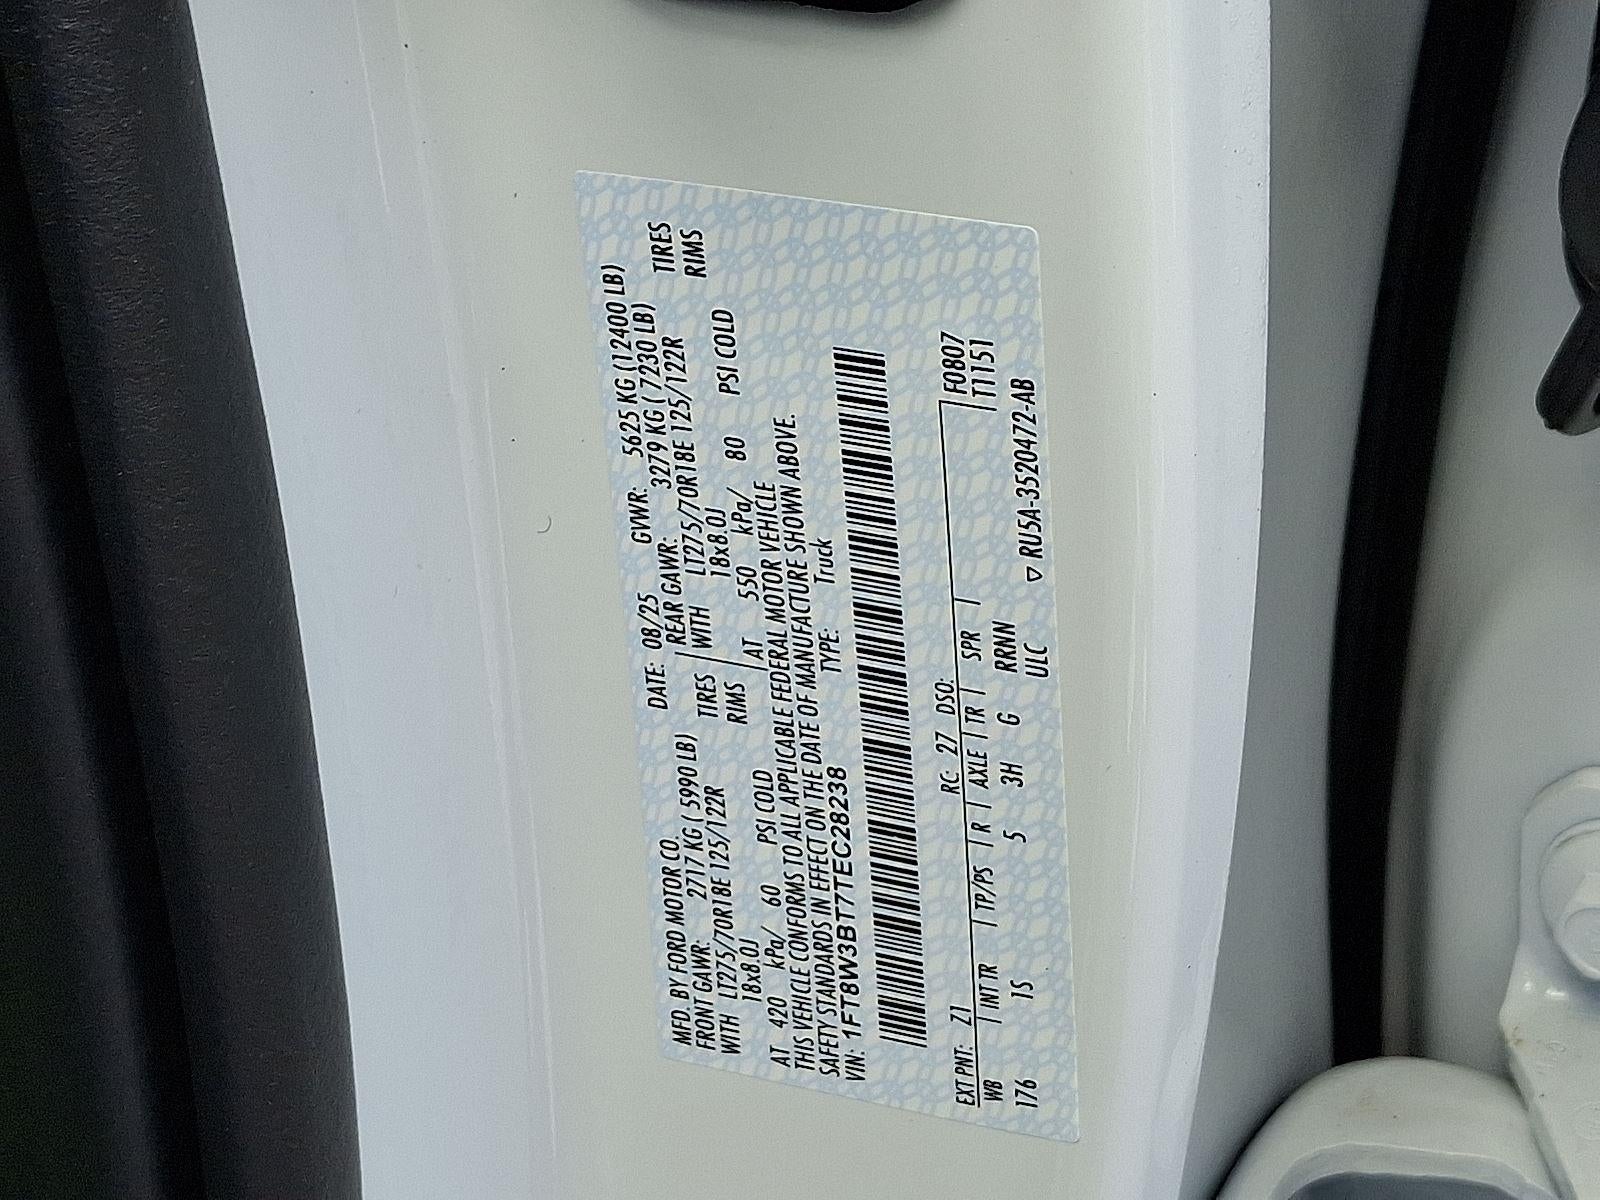 MFD. BY FORD MOTOR CO. DATE: 08/25 GVWR: 5625 KG (12400 LB)
FRONT GAWR: 2717 KG ( 5990 LB) REAR GAWR: 3279 KG ( 7230 LB)
WITH LT275/70R18E 125/122R TIRES WITH LT275/70R18E 125/122R TIRES
18x8.0J RIMS 18x8.0J RIMS
AT 420 kPa/ 60 PSI COLD AT 550 kPa/ 80 PSI COLD
THIS VEHICLE CONFORMS TO ALL APPLICABLE FEDERAL MOTOR VEHICLE
SAFETY STANDARDS IN EFFECT ON THE DATE OF MANUFACTURE SHOWN ABOVE.
VIN: 1FT8W3BT7TEC28238 TYPE: Truck
EXT PNT: Z1 RC: 27 DSO: F0807
WB INT TR TP/PS R AXLE TR SPR T1151
176 1S 5 3H G RRNN
ULC ▽ RU5A-3520472-AB